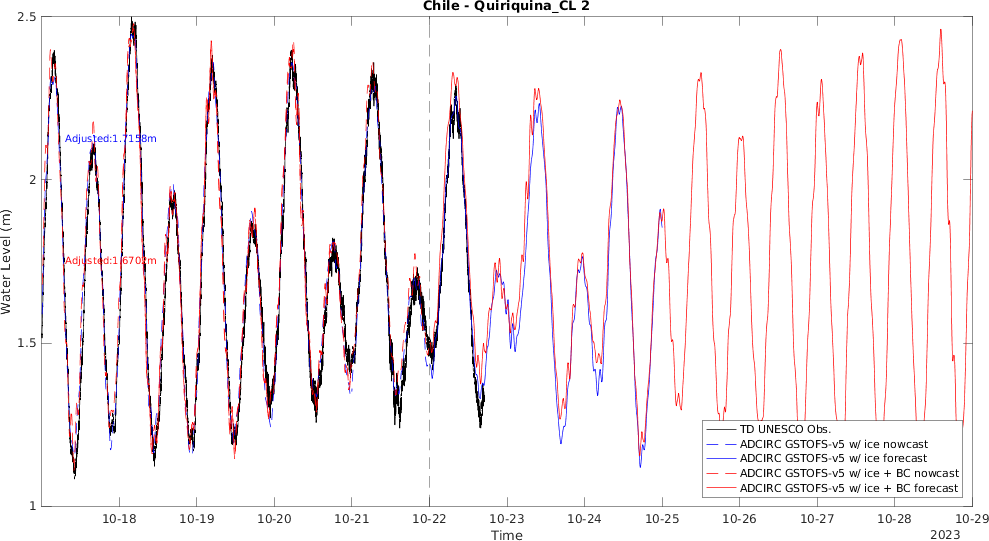 Chile - Quiriquina_CL 2
2.5
2
1.5
1
Water Level (m)
Adjusted:1.7158m
Adjusted:1.6702m
TD UNESCO Obs.
ADCIRC GSTOFS-v5 w/ ice nowcast
ADCIRC GSTOFS-v5 w/ ice forecast
ADCIRC GSTOFS-v5 w/ ice + BC nowcast
ADCIRC GSTOFS-v5 w/ ice + BC forecast
10-18 10-19 10-20 10-21 10-22 10-23 10-24 10-25 10-26 10-27 10-28 10-29
Time
2023